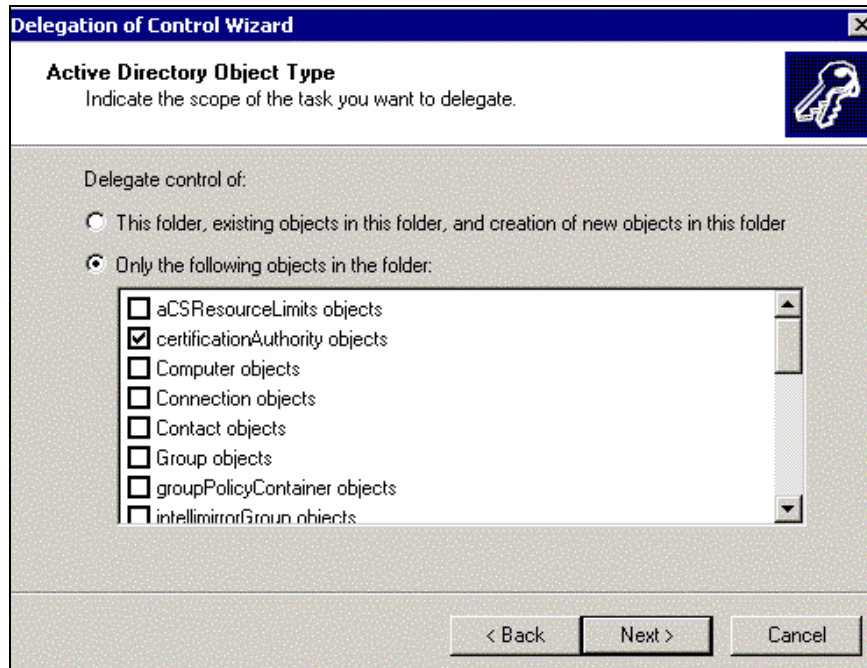 Delegation of Control Wizard
Active Directory Object Type
Indicate the scope of the task you want to delegate.
Delegate control of:
This folder, existing objects in this folder, and creation of new objects in this folder
Only the following objects in the folder:
aCSResourceLimits objects
certificationAuthority objects
Computer objects
Connection objects
Contact objects
Group objects
groupPolicyContainer objects
intellimirrorGroup objects
< Back Next > Cancel